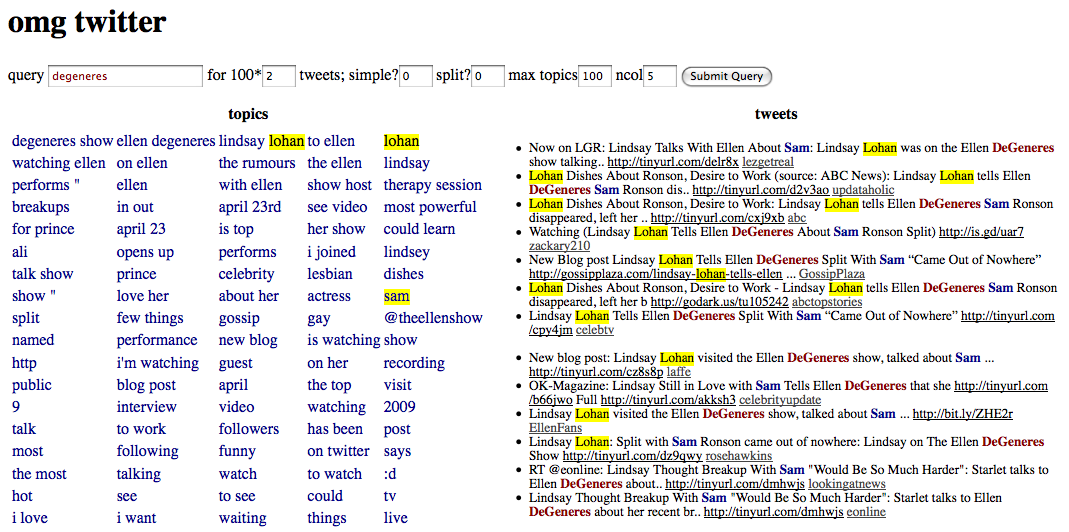 omg twitter
query degeneres for 100* 2 tweets; simple? 0 split? 0 max topics 100 ncol 5 Submit Query
topics
degeneres show ellen degeneres lindsay lohan to ellen lohan
watching ellen on ellen the rumours the ellen lindsay
performs " ellen with ellen show host therapy session
breakups in out april 23rd see video most powerful
for prince april 23 is top her show could learn
ali opens up performs i joined lindsey
talk show prince celebrity lesbian dishes
show " love her about her actress sam
split few things gossip gay @theellenshow
named performance new blog is watching show
http i'm watching guest on her recording
public blog post april the top visit
9 interview video watching 2009
talk to work followers has been post
most following funny on twitter says
the most talking watch to watch :d
hot see to see could tv
i love i want waiting things live
tweets
• Now on LGR: Lindsay Talks With Ellen About Sam: Lindsay Lohan was on the Ellen DeGeneres
show talking.. http://tinyurl.com/delr8x lezgetreal
• Lohan Dishes About Ronson, Desire to Work (source: ABC News): Lindsay Lohan tells Ellen
DeGeneres Sam Ronson dis.. http://tinyurl.com/d2v3ao updataholic
• Lohan Dishes About Ronson, Desire to Work: Lindsay Lohan tells Ellen DeGeneres Sam Ronson
disappeared, left her .. http://tinyurl.com/cxj9xb abc
• Watching (Lindsay Lohan Tells Ellen DeGeneres About Sam Ronson Split) http://is.gd/uar7
zackary210
• New Blog post Lindsay Lohan Tells Ellen DeGeneres Split With Sam “Came Out of Nowhere”
http://gossipplaza.com/lindsay-lohan-tells-ellen ... GossipPlaza
• Lohan Dishes About Ronson, Desire to Work - Lindsay Lohan tells Ellen DeGeneres Sam Ronson
disappeared, left her b http://godark.us/tu105242 abctopstories
• Lindsay Lohan Tells Ellen DeGeneres Split With Sam “Came Out of Nowhere” http://tinyurl.com
/cpy4jm celebtv
• New blog post: Lindsay Lohan visited the Ellen DeGeneres show, talked about Sam ...
http://tinyurl.com/cz8s8p laffe
• OK-Magazine: Lindsay Still in Love with Sam Tells Ellen DeGeneres that she http://tinyurl.com
/b66jwo Full http://tinyurl.com/akksh3 celebrityupdate
• Lindsay Lohan visited the Ellen DeGeneres show, talked about Sam ... http://bit.ly/ZHE2r
EllenFans
• Lindsay Lohan: Split with Sam Ronson came out of nowhere: Lindsay on The Ellen DeGeneres
Show http://tinyurl.com/dz9qwy rosehawkins
• RT @eonline: Lindsay Thought Breakup With Sam "Would Be So Much Harder": Starlet talks to
Ellen DeGeneres about.. http://tinyurl.com/dmhwjs lookingatnews
• Lindsay Thought Breakup With Sam "Would Be So Much Harder": Starlet talks to Ellen
DeGeneres about her recent br.. http://tinyurl.com/dmhwjs eonline